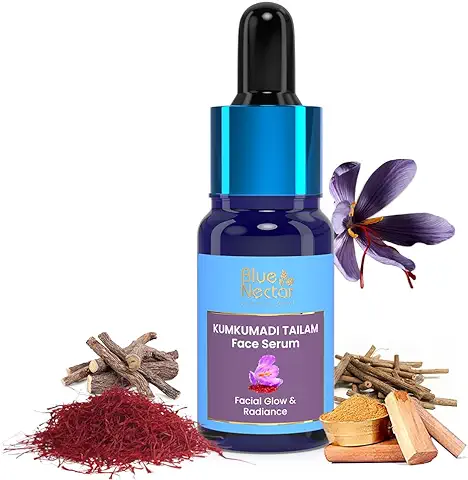 Blue
Nectar
KUMKUMADI TAILAM
Face Serum
Facial Glow &
Radiance